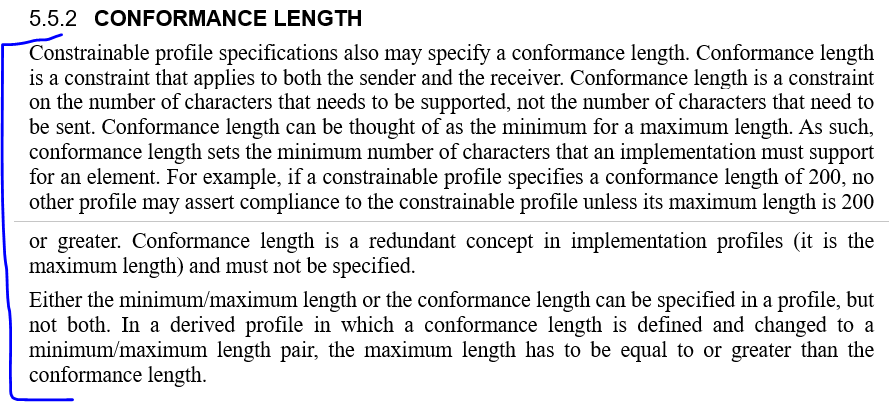 5.5.2 CONFORMANCE LENGTH
Constrainable profile specifications also may specify a conformance length. Conformance length
is a constraint that applies to both the sender and the receiver. Conformance length is a constraint
on the number of characters that needs to be supported, not the number of characters that need to
be sent. Conformance length can be thought of as the minimum for a maximum length. As such,
conformance length sets the minimum number of characters that an implementation must support
for an element. For example, if a constrainable profile specifies a conformance length of 200, no
other profile may assert compliance to the constrainable profile unless its maximum length is 200
or greater. Conformance length is a redundant concept in implementation profiles (it is the
maximum length) and must not be specified.
Either the minimum/maximum length or the conformance length can be specified in a profile, but
not both. In a derived profile in which a conformance length is defined and changed to a
minimum/maximum length pair, the maximum length has to be equal to or greater than the
conformance length.